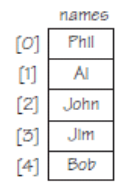 names
[0] Phil
[1] Al
[2] John
[3] Jim
[4] Bob